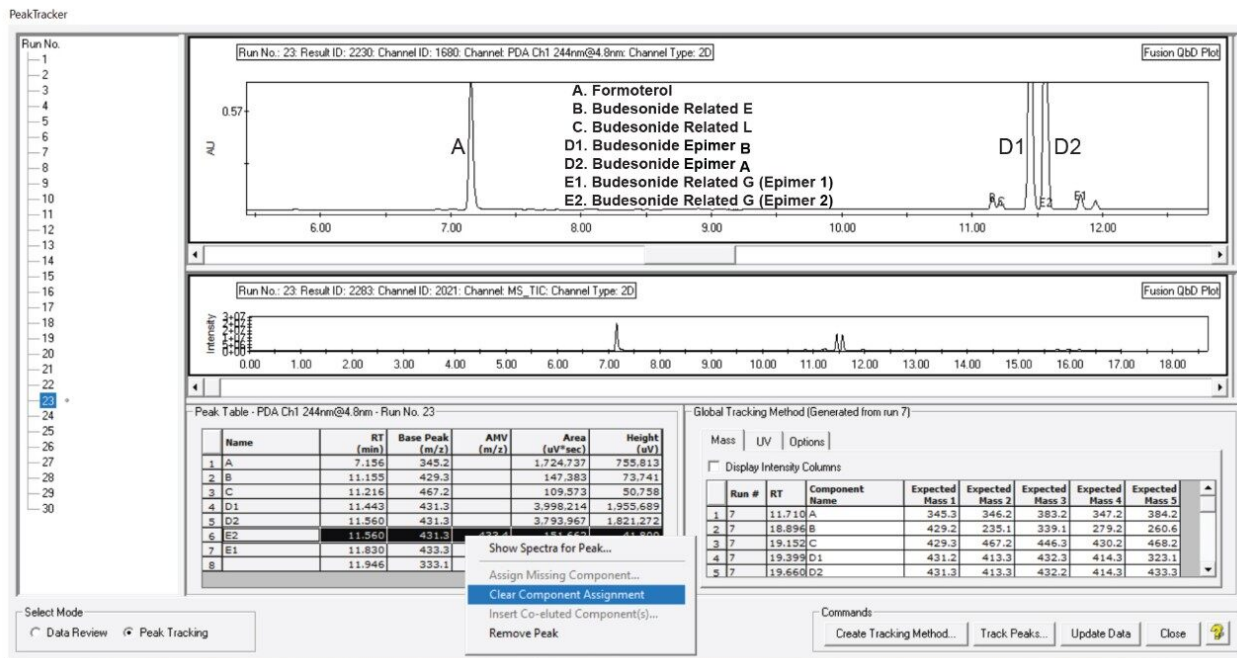 PeakTracker
Run No.
1
2
3
4
5
6
7
8
9
10
11
12
13
14
15
16
17
18
19
20
21
22
23
24
25
26
27
28
29
30
Run No.: 23: Result ID: 2230: Channel ID: 1680: Channel: PDA Ch1 244nm@4.8nm: Channel Type: 2D
Fusion QbD Plot
0.57
AU
A
A. Formoterol
B. Budesonide Related E
C. Budesonide Related L
D1. Budesonide Epimer B
D2. Budesonide Epimer A
E1. Budesonide Related G (Epimer 1)
E2. Budesonide Related G (Epimer 2)
D1 D2
B C E2 E1
6.00 7.00 8.00 9.00 10.00 11.00 12.00
Run No.: 23: Result ID: 2283: Channel ID: 2021: Channel: MS_TIC: Channel Type: 2D
Fusion QbD Plot
Intensity
3+07
0+00
0.00 1.00 2.00 3.00 4.00 5.00 6.00 7.00 8.00 9.00 10.00 11.00 12.00 13.00 14.00 15.00 16.00 17.00 18.00
Peak Table - PDA Ch1 244nm@4.8nm - Run No. 23
Name RT (min) Base Peak (m/z) AMV (m/z) Area (uV*sec) Height (uV)
1 A 7.156 345.2 1,724,737 755,813
2 B 11.155 429.3 147,383 73,741
3 C 11.216 467.2 109,573 50,758
4 D1 11.443 431.3 3,998,214 1,955,689
5 D2 11.560 431.3 3,793,967 1,821,272
6 E2 11.560 431.3
7 E1 11.830 433.3
8 11.946 333.1
Show Spectra for Peak...
Assign Missing Component...
Clear Component Assignment
Insert Co-eluted Component(s)...
Remove Peak
Global Tracking Method (Generated from run 7)
Mass UV Options
Display Intensity Columns
Run # RT Component Name Expected Mass 1 Expected Mass 2 Expected Mass 3 Expected Mass 4 Expected Mass 5
1 7 11.710 A 345.3 346.2 383.2 347.2 384.2
2 7 18.896 B 429.2 235.1 339.1 279.2 260.6
3 7 19.152 C 429.3 467.2 446.3 430.2 468.2
4 7 19.399 D1 431.2 413.3 432.3 414.3 323.1
5 7 19.660 D2 431.3 413.3 432.2 414.3 433.3
Select Mode
Data Review Peak Tracking
Commands
Create Tracking Method... Track Peaks... Update Data Close ?